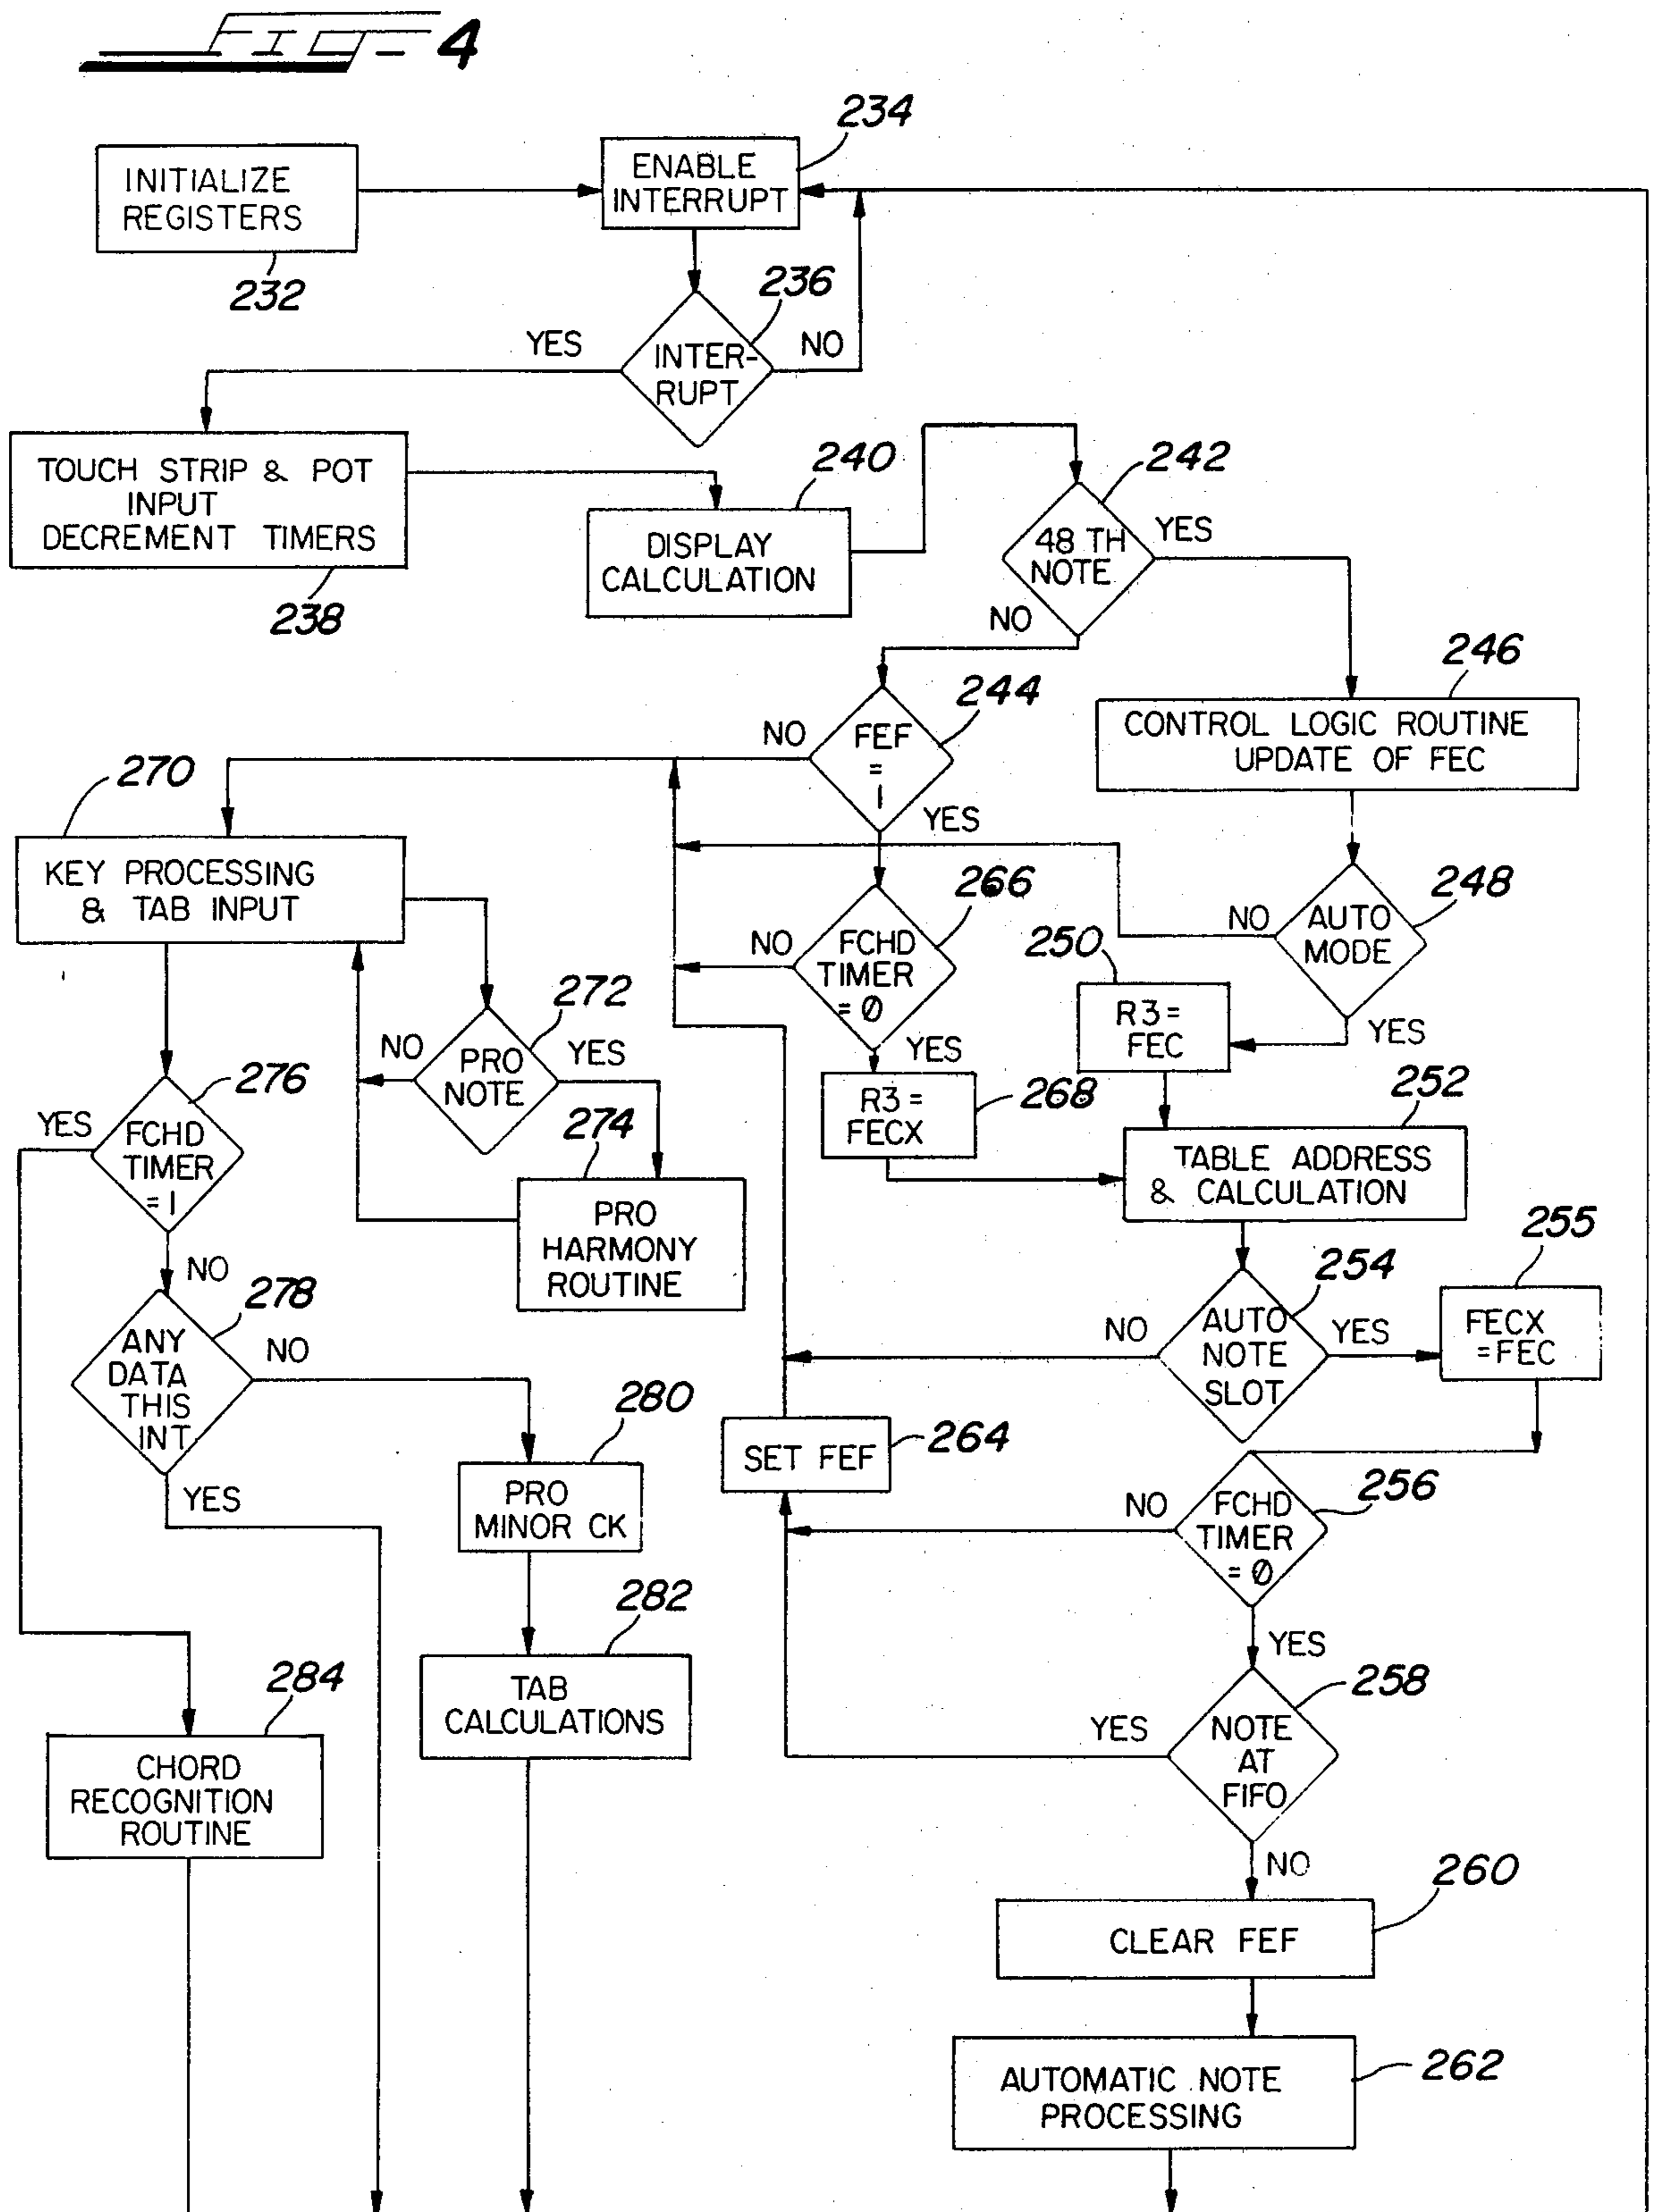 FIG-4
234
INITIALIZE
REGISTERS
232
ENABLE
INTERRUPT
236
YES
INTER-
RUPT
NO
TOUCH STRIP & POT
INPUT
DECREMENT TIMERS
238
240
DISPLAY
CALCULATION
242
48 TH
NOTE
YES
NO
246
CONTROL LOGIC ROUTINE
UPDATE OF FEC
244
NO
FEF
=
1
YES
270
KEY PROCESSING
& TAB INPUT
266
NO
FCHD
TIMER
= Ø
YES
248
NO
AUTO
MODE
YES
250
R3 =
FEC
272
NO
PRO
NOTE
YES
R3 =
FECX
268
252
TABLE ADDRESS
& CALCULATION
276
YES
FCHD
TIMER
= 1
NO
274
PRO
HARMONY
ROUTINE
255
254
NO
AUTO
NOTE
SLOT
YES
FECX
= FEC
278
ANY
DATA
THIS
INT
NO
YES
280
PRO
MINOR CK
SET FEF
264
256
NO
FCHD
TIMER
= Ø
YES
282
TAB
CALCULATIONS
258
YES
NOTE
AT
FIFO
NO
284
CHORD
RECOGNITION
ROUTINE
260
CLEAR FEF
262
AUTOMATIC NOTE
PROCESSING